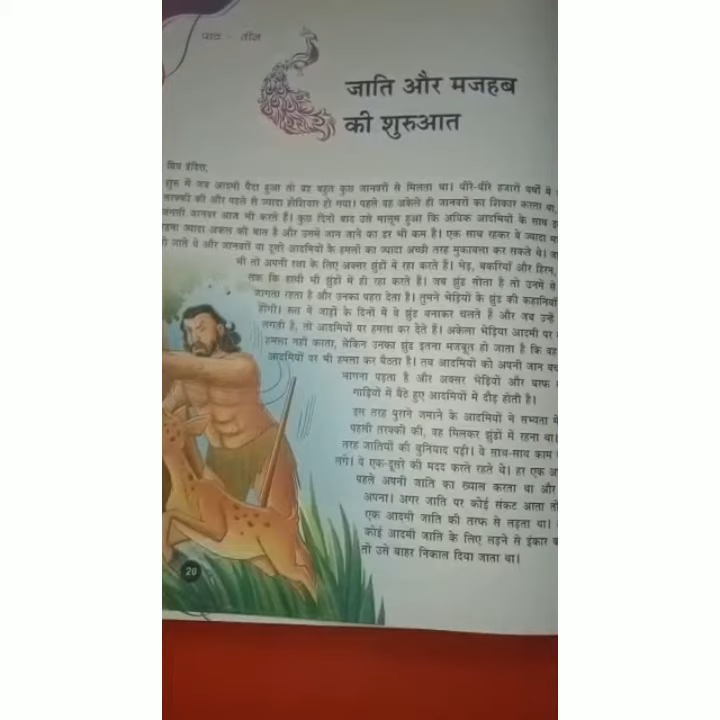 पाठ - तीन
जाति और मजहब
की शुरुआत
प्रिय इंदिरा,
शुरू में जब आदमी पैदा हुआ तो वह बहुत कुछ जानवरों से मिलता था। धीरे-धीरे हजारों वर्षों में
तरक्की की और पहले से ज्यादा होशियार हो गया। पहले वह अकेले ही जानवरों का शिकार करता था,
जंगली जानवर आज भी करते हैं। कुछ दिनों बाद उसे मालूम हुआ कि अधिक आदमियों के साथ
रहना ज्यादा अकल की बात है और उसमें जान जाने का डर भी कम है। एक साथ रहकर वे ज्यादा
हो जाते थे और जानवरों या दूसरे आदमियों के हमलों का ज्यादा अच्छी तरह मुकाबला कर सकते थे।
भी तो अपनी रक्षा के लिए अक्सर झुंडों में रहा करते हैं। भेड़, बकरियाँ और हिरन,
तक कि हाथी भी झुंडों में ही रहा करते हैं। जब झुंड सोता है तो उनमें से
जागता रहता है और उनका पहरा देता है। तुमने भेड़ियों के झुंड की कहानियाँ
होंगी। रूस में जाड़ों के दिनों में वे झुंड बनाकर चलते हैं और जब उन्हें
लगती है, तो आदमियों पर हमला कर देते हैं। अकेला भेड़िया आदमी पर
हमला नहीं करता, लेकिन उनका झुंड इतना मजबूत हो जाता है कि वह
आदमियों पर भी हमला कर बैठता है। तब आदमियों को अपनी जान
भागना पड़ता है और अक्सर भेड़ियों और बरफ
गाड़ियों में बैठे हुए आदमियों में दौड़ होती है।
इस तरह पुराने जमाने के आदमियों ने सभ्यता में
पहली तरक्की की, वह मिलकर झुंडों में रहना था।
तरह जातियों की बुनियाद पड़ी। वे साथ-साथ काम
लगे। वे एक-दूसरे की मदद करते रहते थे। हर एक
पहले अपनी जाति का ख्याल करता था और
अपना। अगर जाति पर कोई संकट आता तो
एक आदमी जाति की तरफ से लड़ता था।
कोई आदमी जाति के लिए लड़ने से इंकार
तो उसे बाहर निकाल दिया जाता था।
20